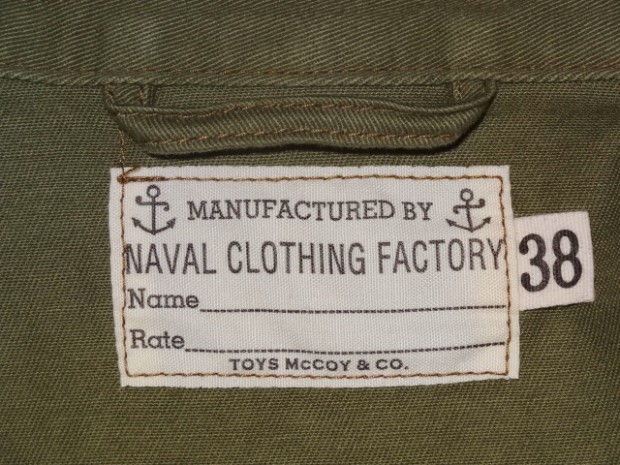 MANUFACTURED BY
NAVAL CLOTHING FACTORY
38
Name
Rate
TOYS McCOY & CO.